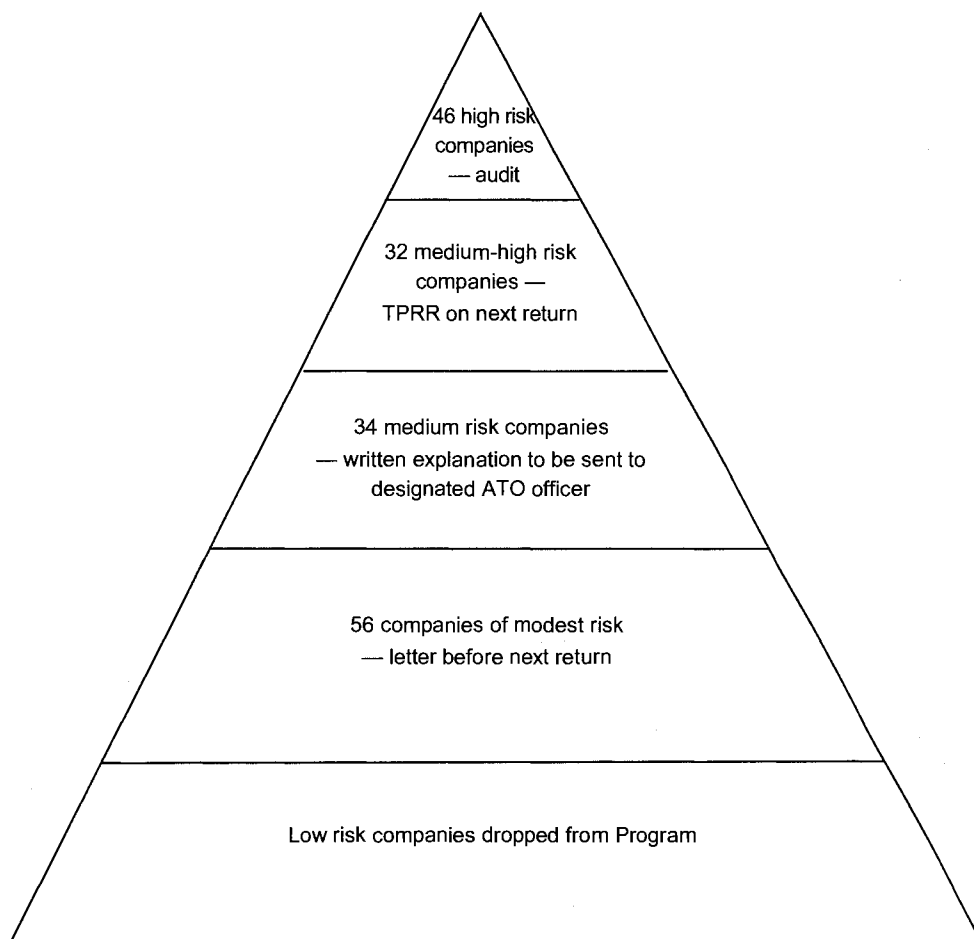 46 high risk
companies
— audit
32 medium-high risk
companies —
TPRR on next return
34 medium risk companies
— written explanation to be sent to
designated ATO officer
56 companies of modest risk
— letter before next return
Low risk companies dropped from Program